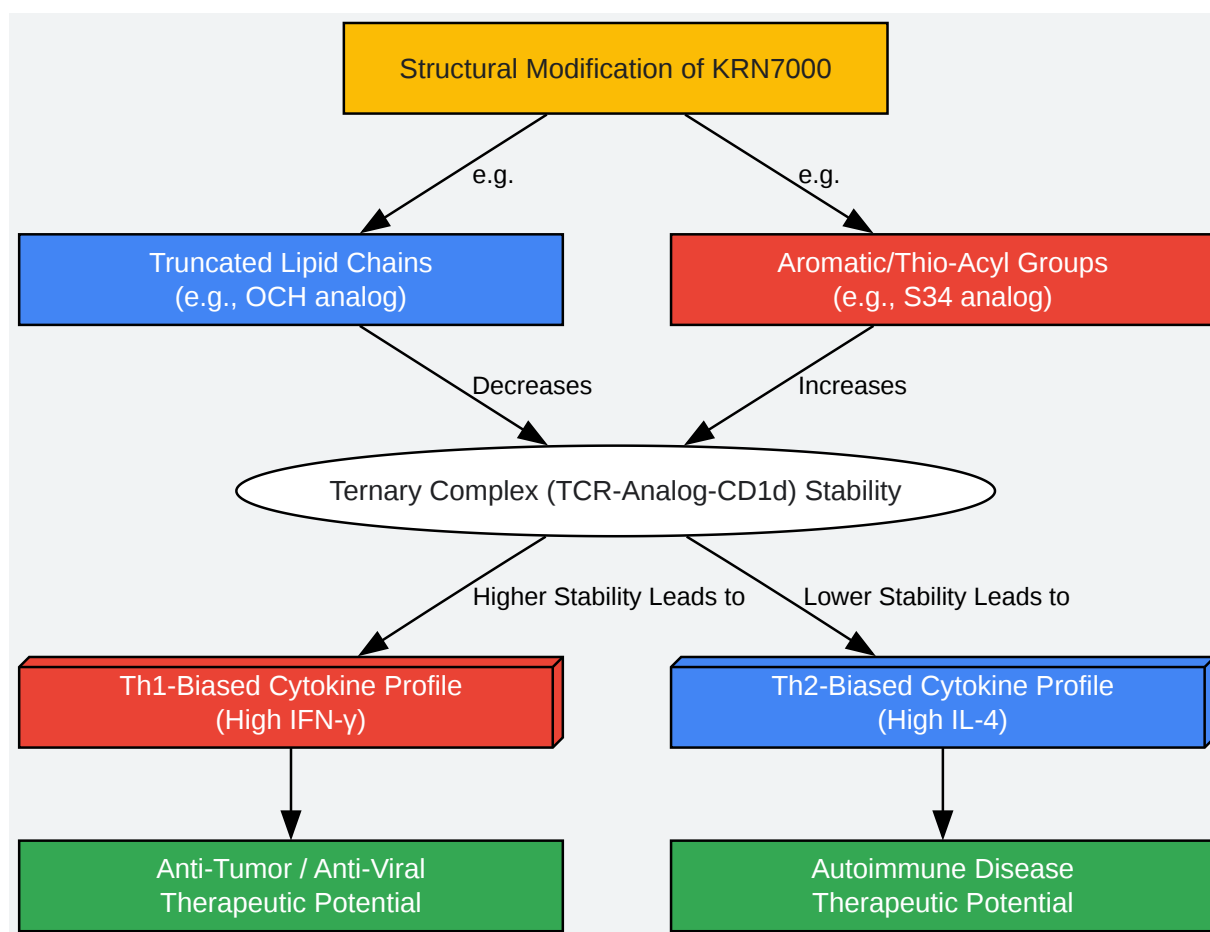 Structural Modification of KRN7000
e.g.
e.g.
Truncated Lipid Chains
(e.g., OCH analog)
Aromatic/Thio-Acyl Groups
(e.g., S34 analog)
Decreases
Increases
Ternary Complex (TCR-Analog-CD1d) Stability
Higher Stability Leads to
Lower Stability Leads to
Th1-Biased Cytokine Profile
(High IFN-γ)
Th2-Biased Cytokine Profile
(High IL-4)
Anti-Tumor / Anti-Viral
Therapeutic Potential
Autoimmune Disease
Therapeutic Potential